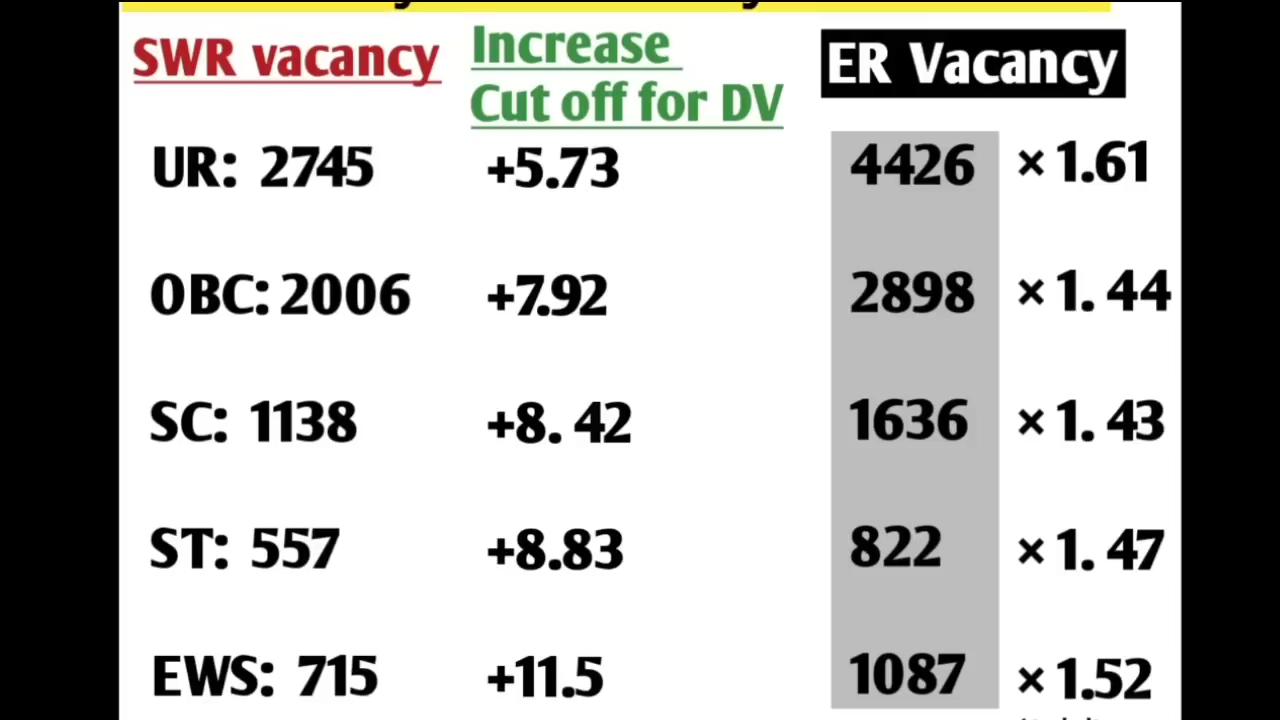 SWR vacancy Increase Cut off for DV ER Vacancy
UR: 2745 +5.73 4426 × 1.61
OBC: 2006 +7.92 2898 × 1. 44
SC: 1138 +8. 42 1636 × 1. 43
ST: 557 +8.83 822 × 1. 47
EWS: 715 +11.5 1087 × 1.52